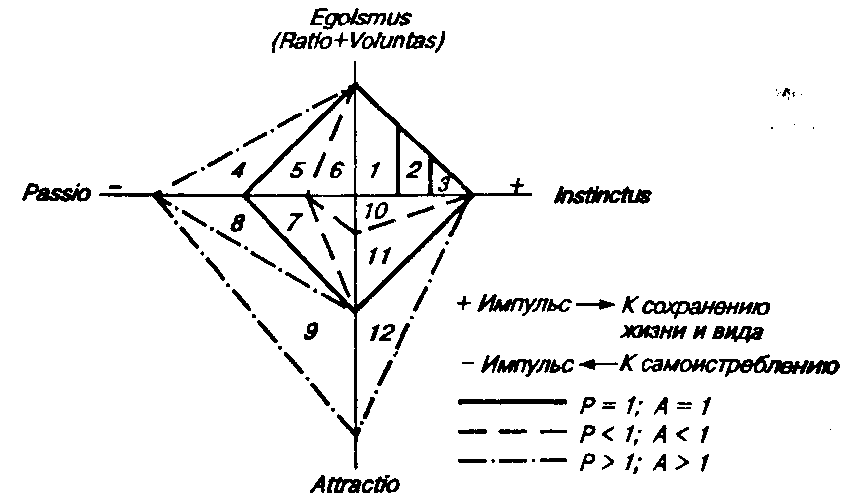 Egoismus
(Ratio+Voluntas)
4
5
6
1
2
3
Passio
−
+
Instinctus
10
8
7
11
9
12
+ Импульс → К сохранению
жизни и вида
− Импульс ← К самоистреблению
P = 1; A = 1
P < 1; A < 1
P > 1; A > 1
Attractio